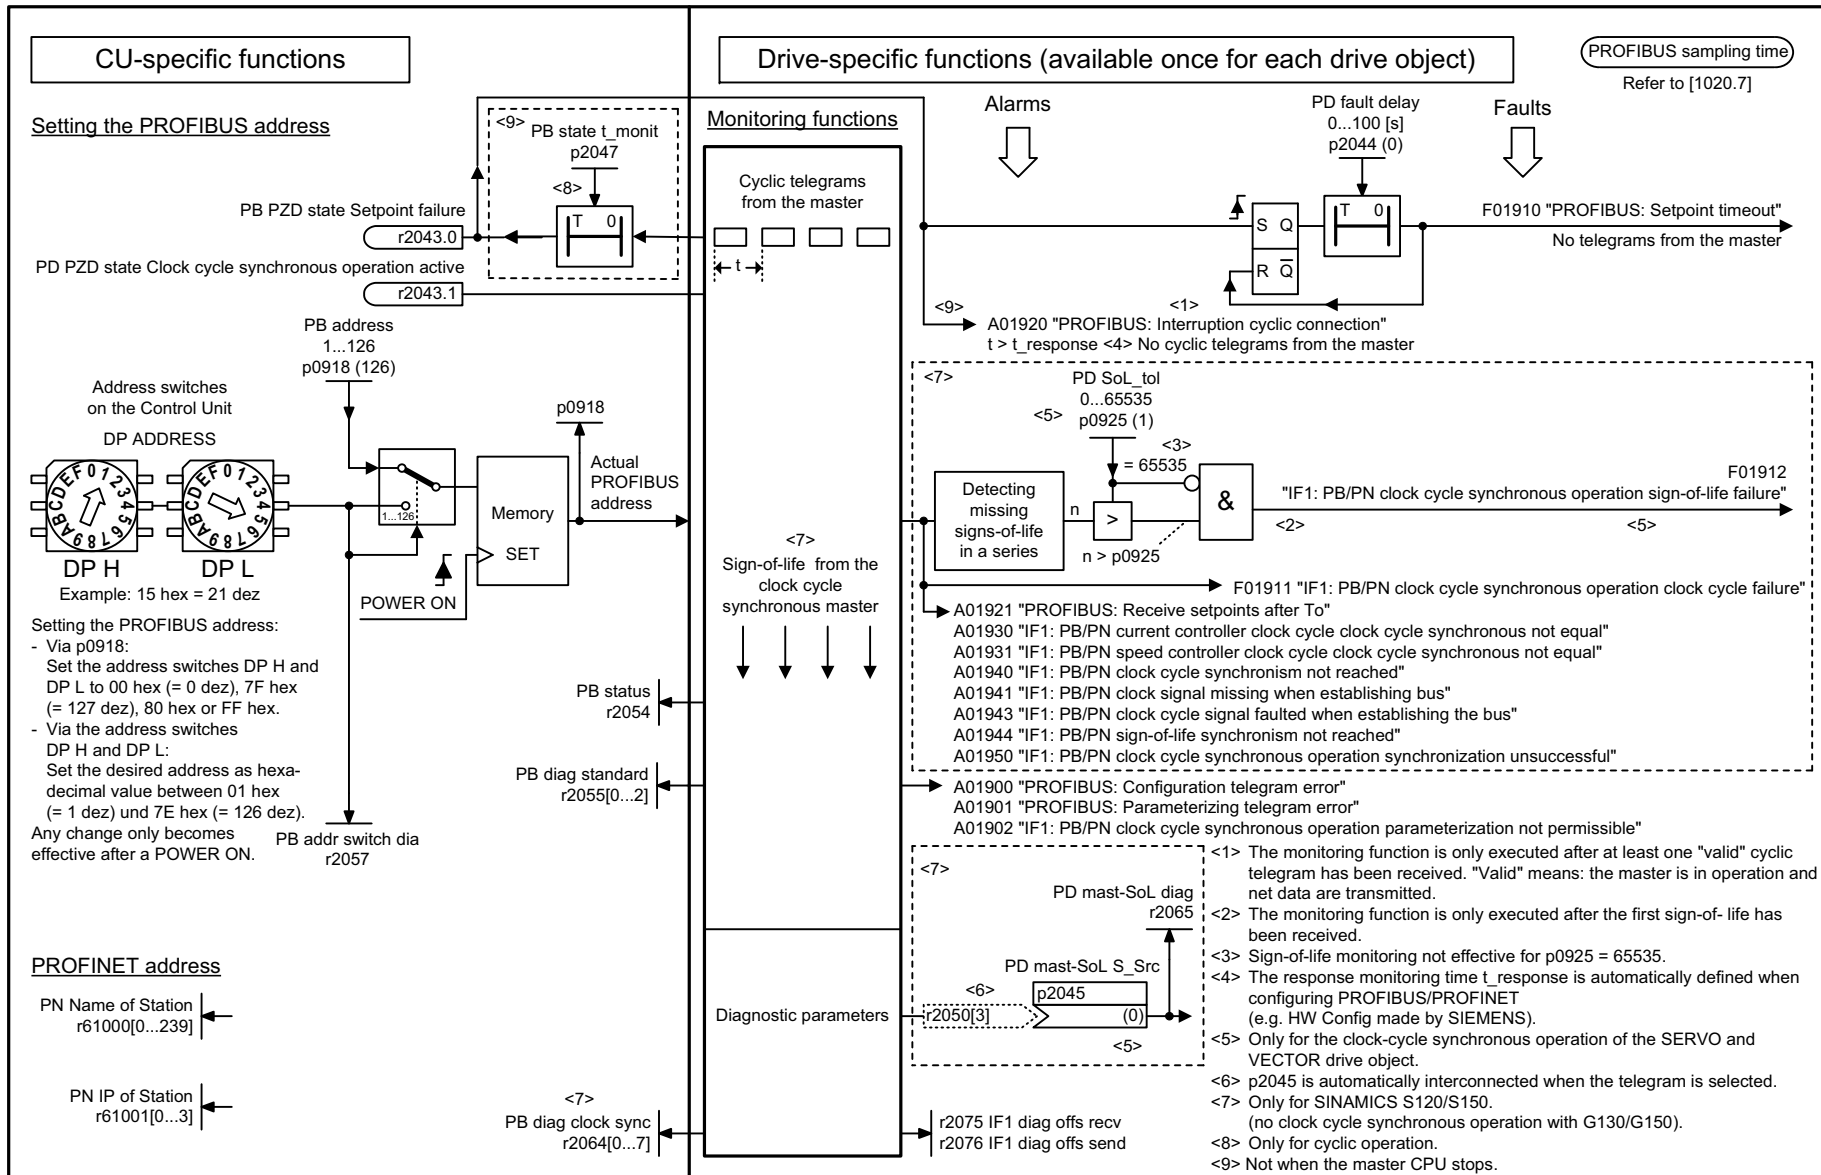 CU-specific functions
Drive-specific functions (available once for each drive object)
PROFIBUS sampling time
Refer to [1020.7]
Setting the PROFIBUS address
<9>
PB state t_monit
p2047
<8>
T 0
PB PZD state Setpoint failure
r2043.0
PD PZD state Clock cycle synchronous operation active
r2043.1
Monitoring functions
Cyclic telegrams
from the master
t
Alarms
PD fault delay
0...100 [s]
p2044 (0)
Faults
S Q
R Q
T 0
<1>
F01910 "PROFIBUS: Setpoint timeout"
No telegrams from the master
<9>
A01920 "PROFIBUS: Interruption cyclic connection"
t > t_response <4> No cyclic telegrams from the master
PB address
1...126
p0918 (126)
Address switches
on the Control Unit
DP ADDRESS
0 1 2 3 4 5 6 7 8 9 A B C D E F
0 1 2 3 4 5 6 7 8 9 A B C D E F
DP H
DP L
Example: 15 hex = 21 dez
1...126
POWER ON
Memory
SET
p0918
Actual
PROFIBUS
address
Setting the PROFIBUS address:
- Via p0918:
Set the address switches DP H and
DP L to 00 hex (= 0 dez), 7F hex
(= 127 dez), 80 hex or FF hex.
- Via the address switches
DP H and DP L:
Set the desired address as hexa-
decimal value between 01 hex
(= 1 dez) und 7E hex (= 126 dez).
Any change only becomes
effective after a POWER ON.
PB addr switch dia
r2057
<7>
Sign-of-life from the
clock cycle
synchronous master
PB status
r2054
PB diag standard
r2055[0...2]
<7>
PD SoL_tol
0...65535
<5>
p0925 (1)
<3>
= 65535
Detecting
missing
signs-of-life
in a series
n
>
n > p0925
&
F01912
"IF1: PB/PN clock cycle synchronous operation sign-of-life failure"
<2>
<5>
F01911 "IF1: PB/PN clock cycle synchronous operation clock cycle failure"
A01921 "PROFIBUS: Receive setpoints after To"
A01930 "IF1: PB/PN current controller clock cycle clock cycle synchronous not equal"
A01931 "IF1: PB/PN speed controller clock cycle clock cycle synchronous not equal"
A01940 "IF1: PB/PN clock cycle synchronism not reached"
A01941 "IF1: PB/PN clock signal missing when establishing bus"
A01943 "IF1: PB/PN clock cycle signal faulted when establishing the bus"
A01944 "IF1: PB/PN sign-of-life synchronism not reached"
A01950 "IF1: PB/PN clock cycle synchronous operation synchronization unsuccessful"
A01900 "PROFIBUS: Configuration telegram error"
A01901 "PROFIBUS: Parameterizing telegram error"
A01902 "IF1: PB/PN clock cycle synchronous operation parameterization not permissible"
<7>
PD mast-SoL diag
r2065
PD mast-SoL S_Src
<6>
p2045
r2050[3]
(0)
<5>
Diagnostic parameters
PROFINET address
PN Name of Station
r61000[0...239]
PN IP of Station
r61001[0...3]
<7>
PB diag clock sync
r2064[0...7]
r2075 IF1 diag offs recv
r2076 IF1 diag offs send
<1> The monitoring function is only executed after at least one "valid" cyclic
telegram has been received. "Valid" means: the master is in operation and
net data are transmitted.
<2> The monitoring function is only executed after the first sign-of- life has
been received.
<3> Sign-of-life monitoring not effective for p0925 = 65535.
<4> The response monitoring time t_response is automatically defined when
configuring PROFIBUS/PROFINET
(e.g. HW Config made by SIEMENS).
<5> Only for the clock-cycle synchronous operation of the SERVO and
VECTOR drive object.
<6> p2045 is automatically interconnected when the telegram is selected.
<7> Only for SINAMICS S120/S150.
(no clock cycle synchronous operation with G130/G150).
<8> Only for cyclic operation.
<9> Not when the master CPU stops.